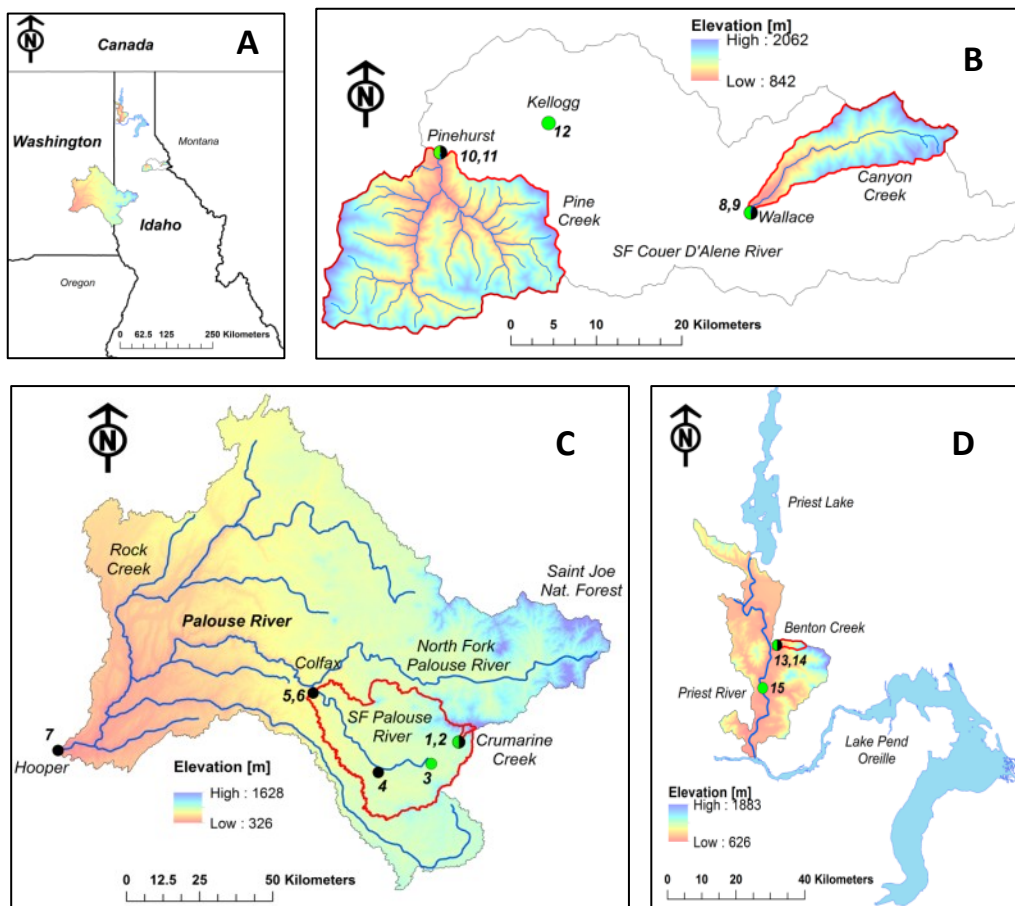 N
A
Canada
Washington
Montana
Idaho
Oregon
0 62.5 125 250 Kilometers
Elevation [m]
High : 2062
Low : 842
B
N
Kellogg
12
Pinehurst
10,11
Pine
Creek
Canyon
Creek
8,9
Wallace
SF Couer D'Alene River
0 5 10 20 Kilometers
N
C
Rock
Creek
Saint Joe
Nat. Forest
Palouse River
North Fork
Palouse River
Colfax
5,6
SF Palouse
River
1,2
Crumarine
Creek
7
Hooper
3
4
Elevation [m]
High : 1628
Low : 326
0 12.5 25 50 Kilometers
N
D
Priest Lake
Benton Creek
13,14
15
Priest River
Lake Pend
Oreille
Elevation [m]
High : 1883
Low : 626
0 10 20 40 Kilometers